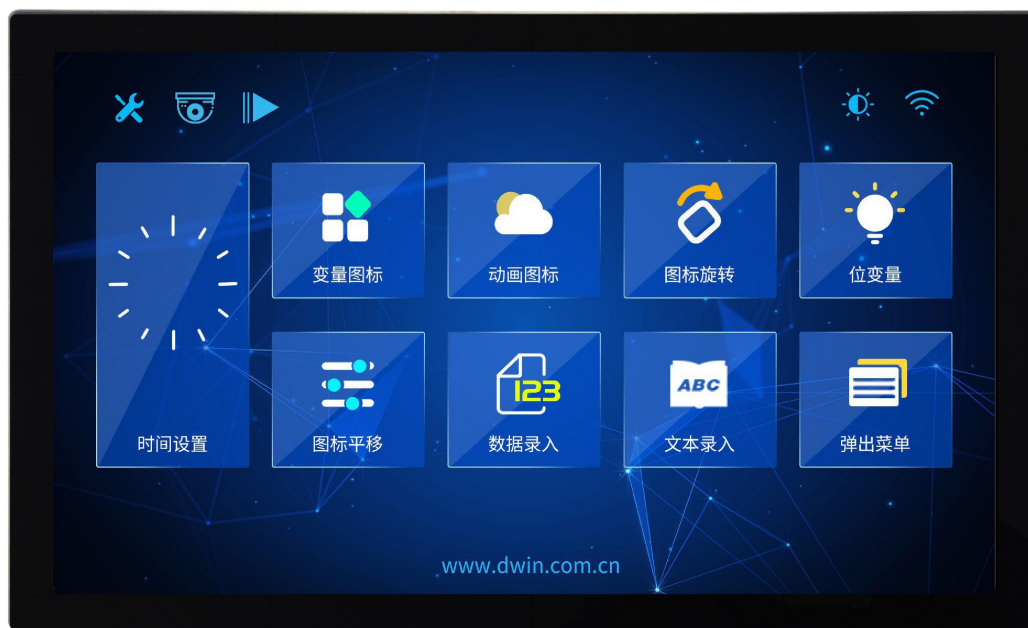 变量图标
动画图标
图标旋转
位变量
时间设置
图标平移
123
数据录入
ABC
文本录入
弹出菜单
www.dwin.com.cn